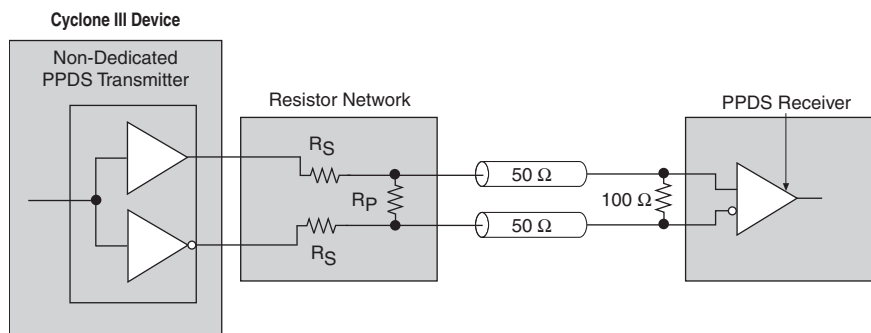 Cyclone III Device
Non-Dedicated
PPDS Transmitter
Resistor Network
PPDS Receiver
RS
50 Ω
RP
100 Ω
50 Ω
RS